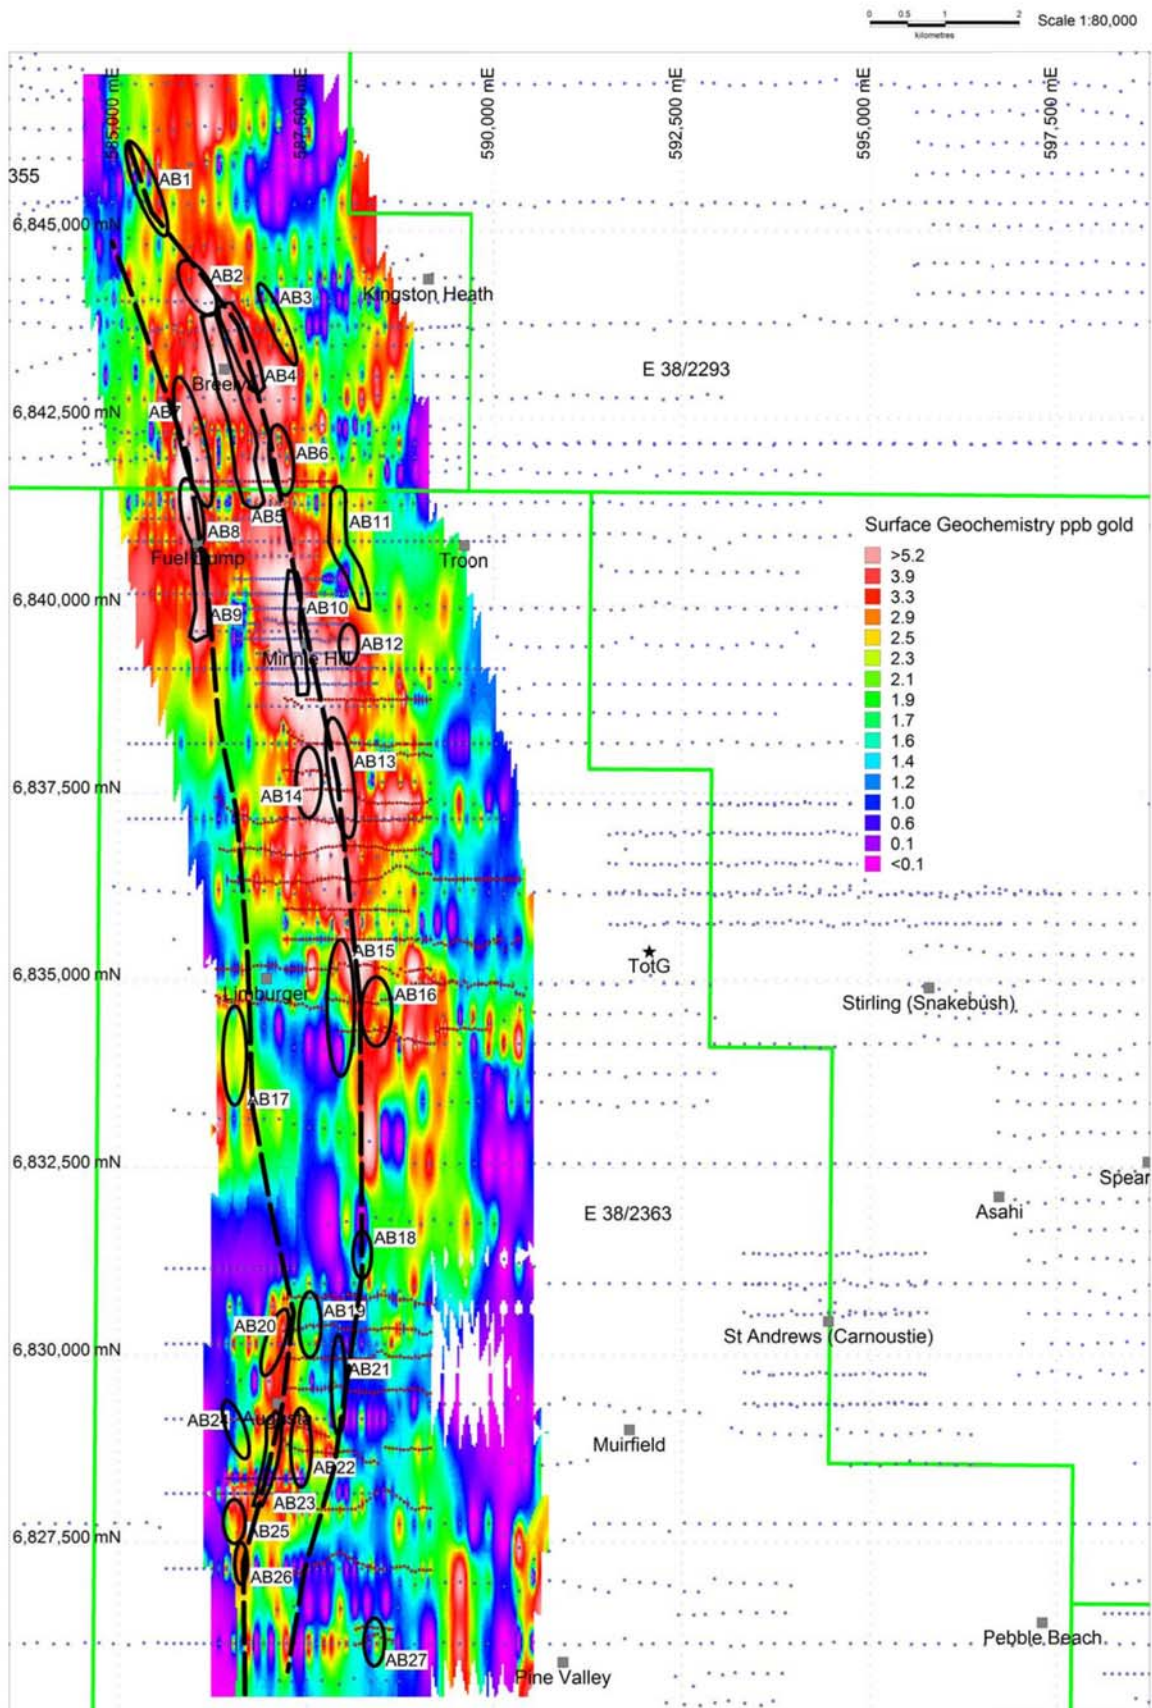 0 0.5 1 2
Scale 1:80,000
kilometres
585,000 mE
587,500 mE
590,000 mE
592,500 mE
595,000 mE
597,500 mE
355
AB1
6,845,000 mN
AB2
AB3
Kingston Heath
E 38/2293
AB4
AB7
6,842,500 mN
AB6
AB5
AB11
AB8
Fuel Dump
Troon
Surface Geochemistry ppb gold
>5.2
3.9
3.3
2.9
2.5
2.3
2.1
1.9
1.7
1.6
1.4
1.2
1.0
0.6
0.1
<0.1
6,840,000 mN
AB10
AB9
AB12
Minnie Hill
AB13
6,837,500 mN
AB14
AB15
TotG
6,835,000 mN
Limburger
AB16
Stirling (Snakebush)
AB17
6,832,500 mN
Spear
Asahi
E 38/2363
AB18
AB19
AB20
St Andrews (Carnoustie)
6,830,000 mN
AB21
AB24
Augusta
Muirfield
AB22
AB23
AB25
6,827,500 mN
AB26
AB27
Pine Valley
Pebble Beach